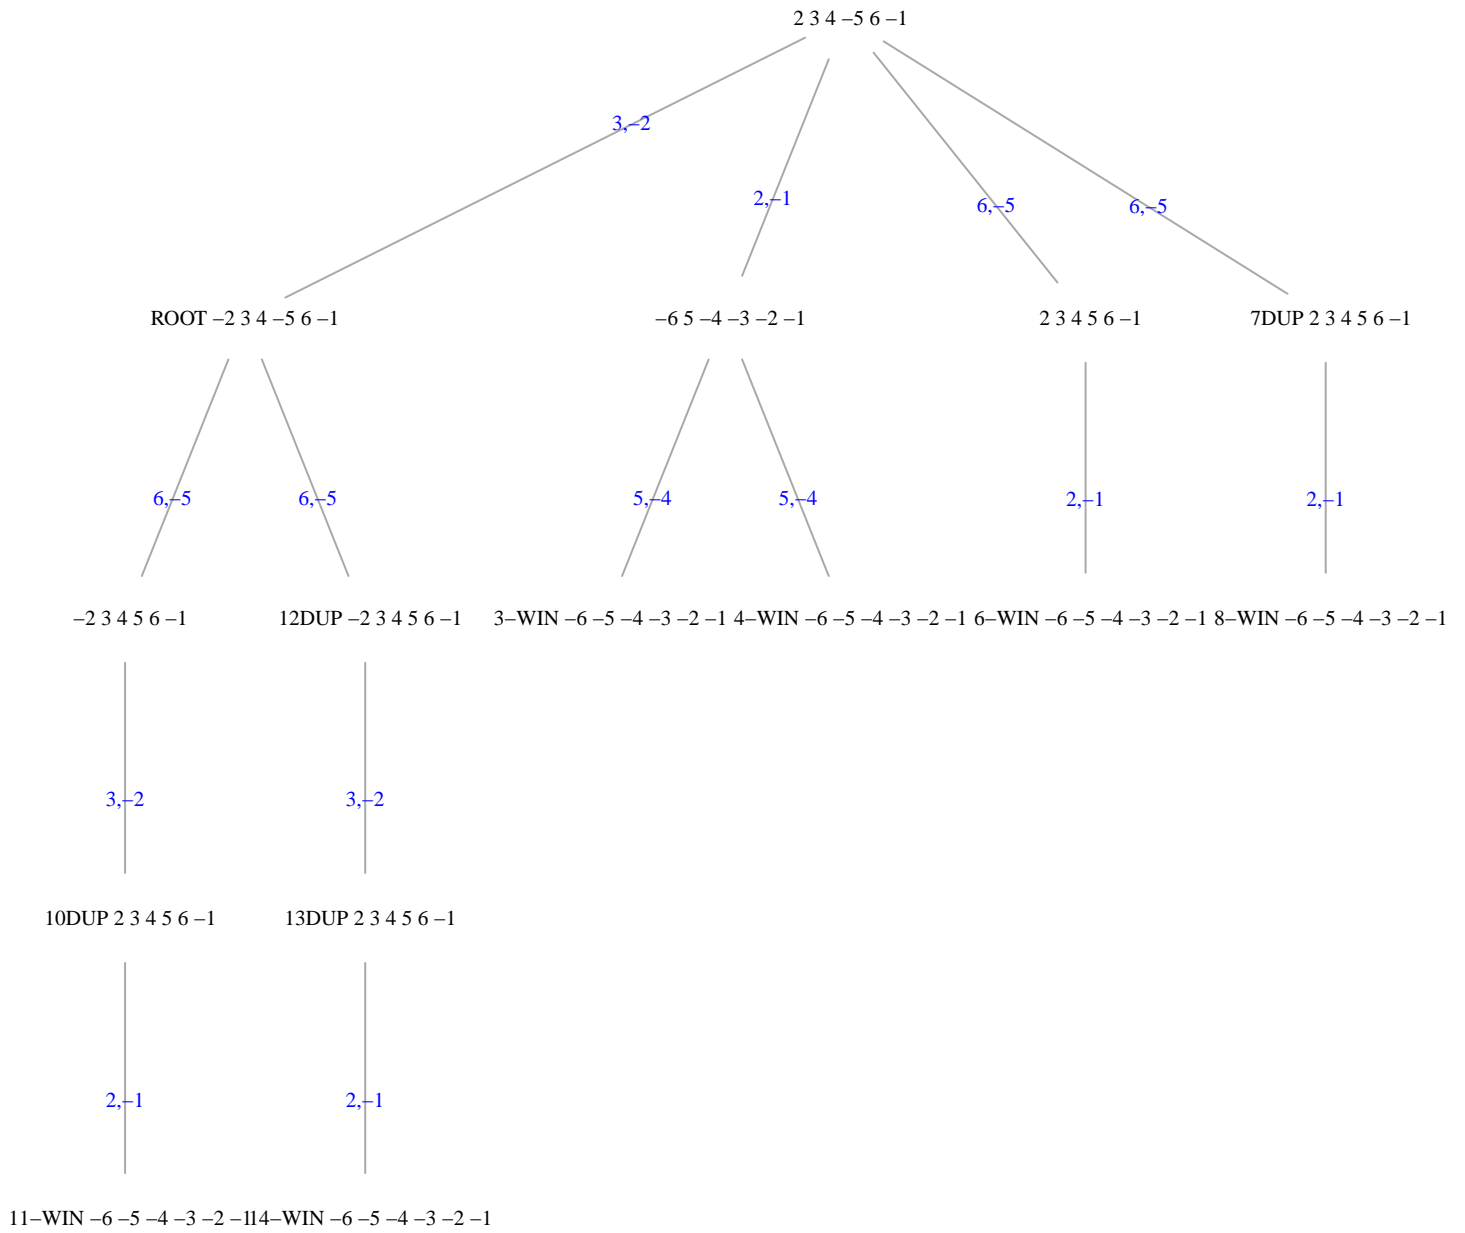 2 3 4 –5 6 –1
3,–2
2,–1
6,–5
6,–5
ROOT –2 3 4 –5 6 –1
–6 5 –4 –3 –2 –1
2 3 4 5 6 –1
7DUP 2 3 4 5 6 –1
6,–5
6,–5
5,–4
5,–4
2,–1
2,–1
–2 3 4 5 6 –1
12DUP –2 3 4 5 6 –1
3–WIN –6 –5 –4 –3 –2 –1
4–WIN –6 –5 –4 –3 –2 –1
6–WIN –6 –5 –4 –3 –2 –1
8–WIN –6 –5 –4 –3 –2 –1
3,–2
3,–2
10DUP 2 3 4 5 6 –1
13DUP 2 3 4 5 6 –1
2,–1
2,–1
11–WIN –6 –5 –4 –3 –2 –1
14–WIN –6 –5 –4 –3 –2 –1